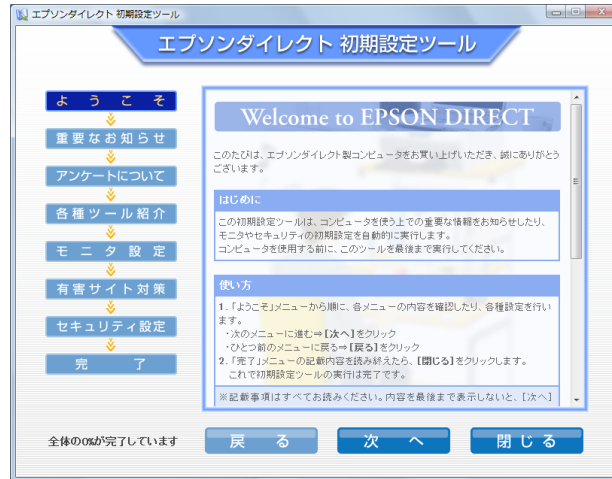 エプソンダイレクト 初期設定ツール
エプソンダイレクト 初期設定ツール
ようこそ
重要なお知らせ
アンケートについて
各種ツール紹介
モニタ設定
有害サイト対策
セキュリティ設定
完了
Welcome to EPSON DIRECT
このたびは、エプソンダイレクト製コンピュータをお買い上げいただき、誠にありがとう
ございます。
はじめに
この初期設定ツールは、コンピュータを使う上での重要な情報をお知らせしたり、
モニタやセキュリティの初期設定を自動的に実行します。
コンピュータを使用する前に、このツールを最後まで実行してください。
使い方
1.「ようこそ」メニューから順に、各メニューの内容を確認したり、各種設定を行い
ます。
・次のメニューに進む⇒[次へ]をクリック
・ひとつ前のメニューに戻る⇒[戻る]をクリック
2.「完了」メニューの記載内容を読み終えたら、[閉じる]をクリックします。
これで初期設定ツールの実行は完了です。
※記載事項はすべてお読みください。内容を最後まで表示しないと、[次へ]
全体の0%が完了しています
戻る
次へ
閉じる